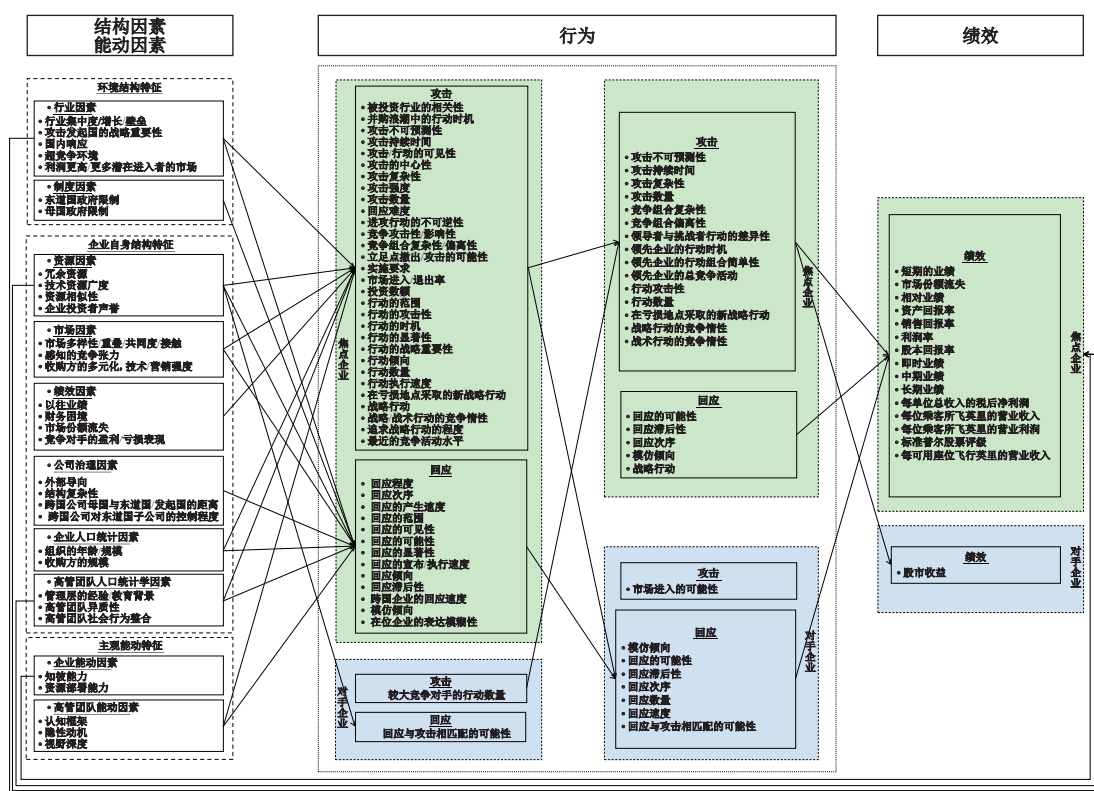 结构因素
能动因素
行为
绩效
环境结构特征
• 行业因素
• 行业集中度/增长/壁垒
• 攻击发起国的战略重要性
• 国内响应
• 超竞争环境
• 利润更高/更多潜在进入者的市场
• 制度因素
• 东道国政府限制
• 母国政府限制
企业自身结构特征
• 资源因素
• 冗余资源
• 技术资源广度
• 资源相似性
• 企业投资者声誉
• 市场因素
• 市场多样性/重叠/共同度/接触
• 感知的竞争张力
• 收购方的多元化,技术/营销强度
• 绩效因素
• 以往业绩
• 财务困境
• 市场份额流失
• 竞争对手的盈利/亏损表现
• 公司治理因素
• 外部导向
• 结构复杂性
• 跨国公司母国与东道国/发起国的距离
• 跨国公司对东道国子公司的控制程度
• 企业人口统计因素
• 组织的年龄/规模
• 收购方的规模
• 高管团队人口统计学因素
• 管理层的经验/教育背景
• 高管团队异质性
• 高管团队社会行为整合
主观能动特征
• 企业能动因素
• 知彼能力
• 资源部署能力
• 高管团队能动因素
• 认知框架
• 隐性动机
• 视野深度
攻击
• 被投资行业的相关性
• 并购浪潮中的行动时机
• 攻击不可预测性
• 攻击持续时间
• 攻击/行动的可见性
• 攻击的中心性
• 攻击复杂性
• 攻击强度
• 攻击数量
• 回应难度
• 进攻行动的不可逆性
• 竞争攻击性/影响性
• 竞争组合复杂性/偏离性
• 立足点撤出/攻击的可能性
• 实施要求
• 市场进入/退出率
• 投资数额
• 行动的范围
• 行动的攻击性
• 行动的时机
• 行动的显著性
• 行动的战略重要性
• 行动倾向
• 行动数量
• 行动执行速度
• 在亏损地点采取的新战略行动
• 战略行动
• 战略/战术行动的竞争惰性
• 追求战略行动的程度
• 最近的竞争活动水平
焦点企业
回应
• 回应程度
• 回应次序
• 回应的产生速度
• 回应的范围
• 回应的可见性
• 回应的可能性
• 回应的显著性
• 回应的宣布/执行速度
• 回应倾向
• 回应滞后性
• 跨国企业的回应速度
• 模仿倾向
• 在位企业的表达模糊性
对手企业
攻击
• 较大竞争对手的行动数量
回应
• 回应与攻击相匹配的可能性
攻击
• 攻击不可预测性
• 攻击持续时间
• 攻击复杂性
• 攻击数量
• 竞争组合复杂性
• 竞争组合偏离性
• 领导者与挑战者行动的差异性
• 领先企业的行动时机
• 领先企业的行动组合简单性
• 领先企业的总竞争活动
• 行动攻击性
• 行动数量
• 在亏损地点采取的新战略行动
• 战略行动的竞争惰性
• 战术行动的竞争惰性
焦点企业
回应
• 回应的可能性
• 回应滞后性
• 回应次序
• 模仿倾向
• 战略行动
攻击
• 市场进入的可能性
回应
• 模仿倾向
• 回应的可能性
• 回应滞后性
• 回应次序
• 回应数量
• 回应速度
• 回应与攻击相匹配的可能性
对手企业
绩效
• 短期的业绩
• 市场份额流失
• 相对业绩
• 资产回报率
• 销售回报率
• 利润率
• 股本回报率
• 即时业绩
• 中期业绩
• 长期业绩
• 每单位总收入的税后净利润
• 每位乘客所飞英里的营业收入
• 每位乘客所飞英里的营业利润
• 标准普尔股票评级
• 每可用座位飞行英里的营业收入
焦点企业
绩效
• 股市收益
对手企业